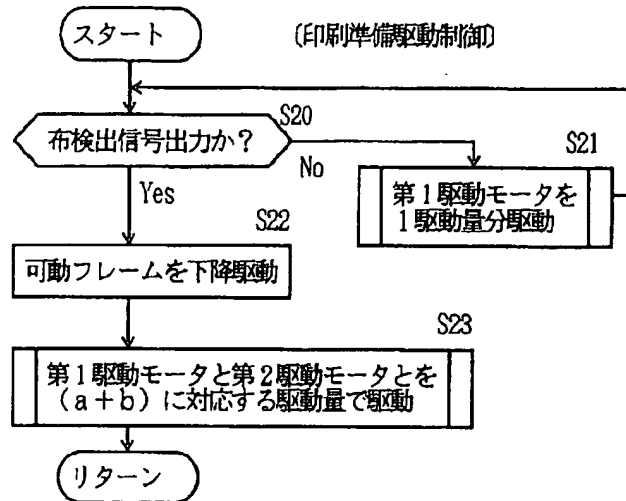 スタート
〔印刷準備駆動制御〕
S20
布検出信号出力か？
No
S21
第1駆動モータを
1駆動量分駆動
Yes
S22
可動フレームを下降駆動
S23
第1駆動モータと第2駆動モータとを
(a＋b)に対応する駆動量で駆動
リターン